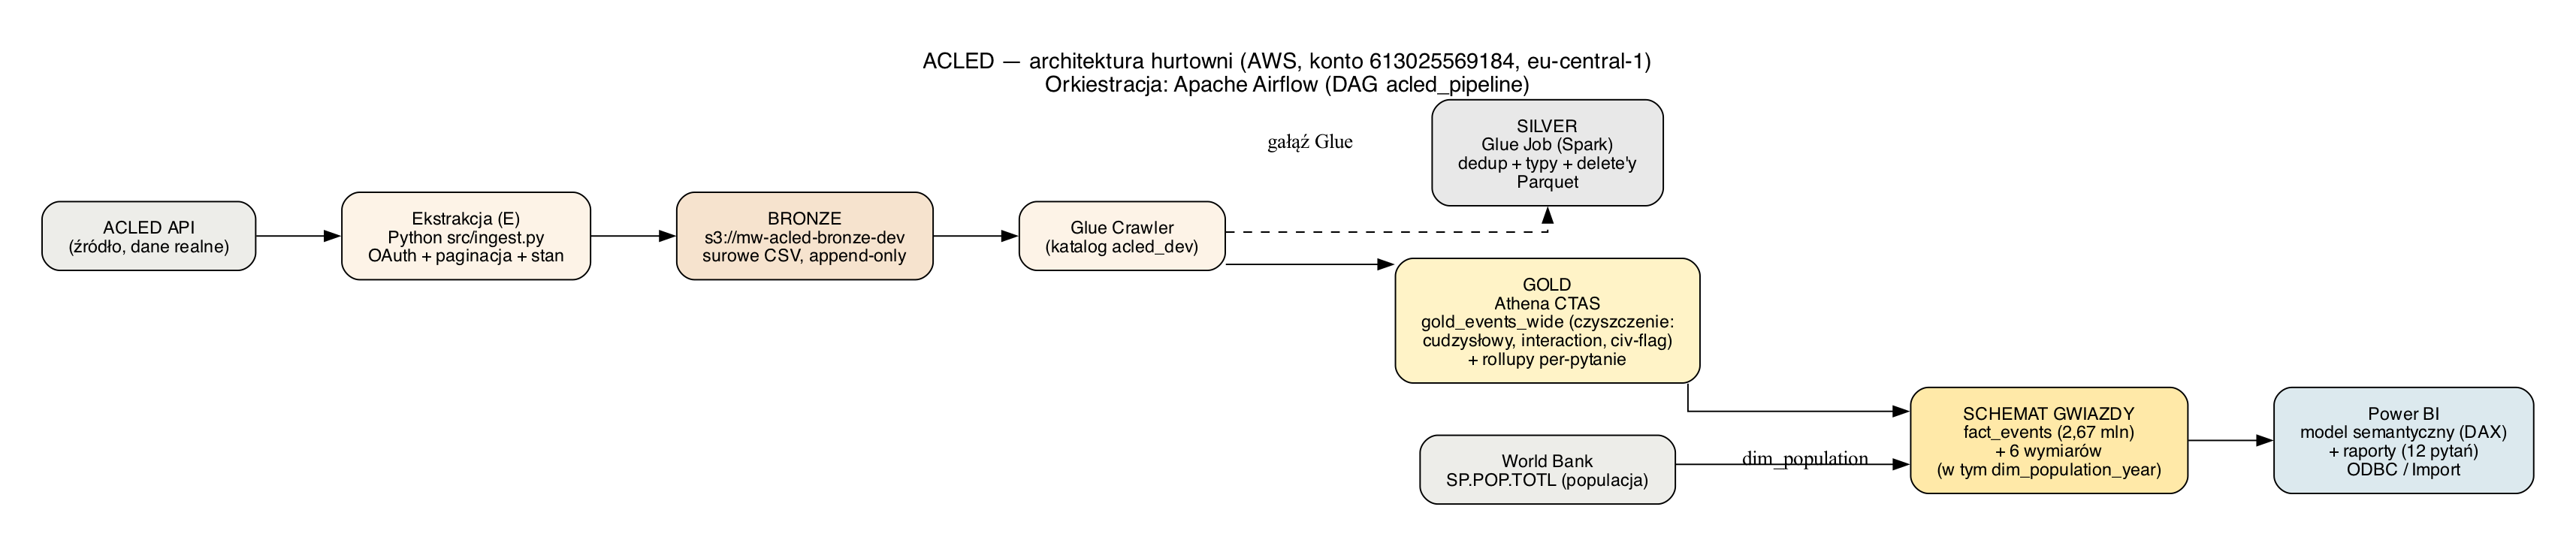 ACLED — architektura hurtowni (AWS, konto 613025569184, eu-central-1)
Orkiestracja: Apache Airflow (DAG acled_pipeline)
ACLED API
(źródło, dane realne)
Ekstrakcja (E)
Python src/ingest.py
OAuth + paginacja + stan
BRONZE
s3://mw-acled-bronze-dev
surowe CSV, append-only
Glue Crawler
(katalog acled_dev)
gałąź Glue
SILVER
Glue Job (Spark)
dedup + typy + delete'y
Parquet
GOLD
Athena CTAS
gold_events_wide (czyszczenie:
cudzysłowy, interaction, civ-flag)
+ rollupy per-pytanie
World Bank
SP.POP.TOTL (populacja)
dim_population
SCHEMAT GWIAZDY
fact_events (2,67 mln)
+ 6 wymiarów
(w tym dim_population_year)
Power BI
model semantyczny (DAX)
+ raporty (12 pytań)
ODBC / Import